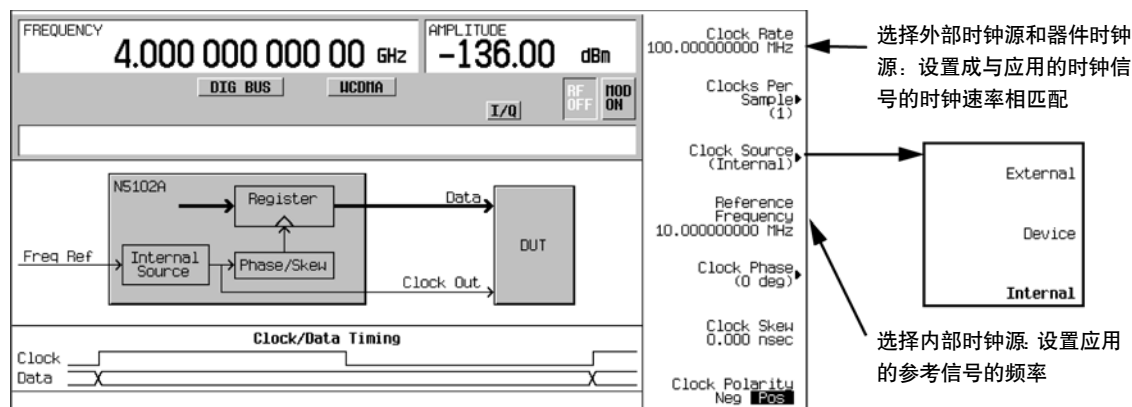 FREQUENCY
4.000 000 000 00 GHz
AMPLITUDE
-136.00 dBm
DIG BUS
WCDMA
I/Q
RF OFF
MOD ON
N5102A
Register
Data
Freq Ref
Internal Source
Phase/Skew
Clock Out
DUT
Clock/Data Timing
Clock
Data
Clock Rate
100.000000000 MHz
Clocks Per
Sample
(1)
Clock Source
(Internal)
Reference
Frequency
10.000000000 MHz
Clock Phase
(0 deg)
Clock Skew
0.000 nsec
Clock Polarity
Neg Pos
选择外部时钟源和器件时钟
源：设置成与应用的时钟信
号的时钟速率相匹配
External
Device
Internal
选择内部时钟源：设置应用
的参考信号的频率